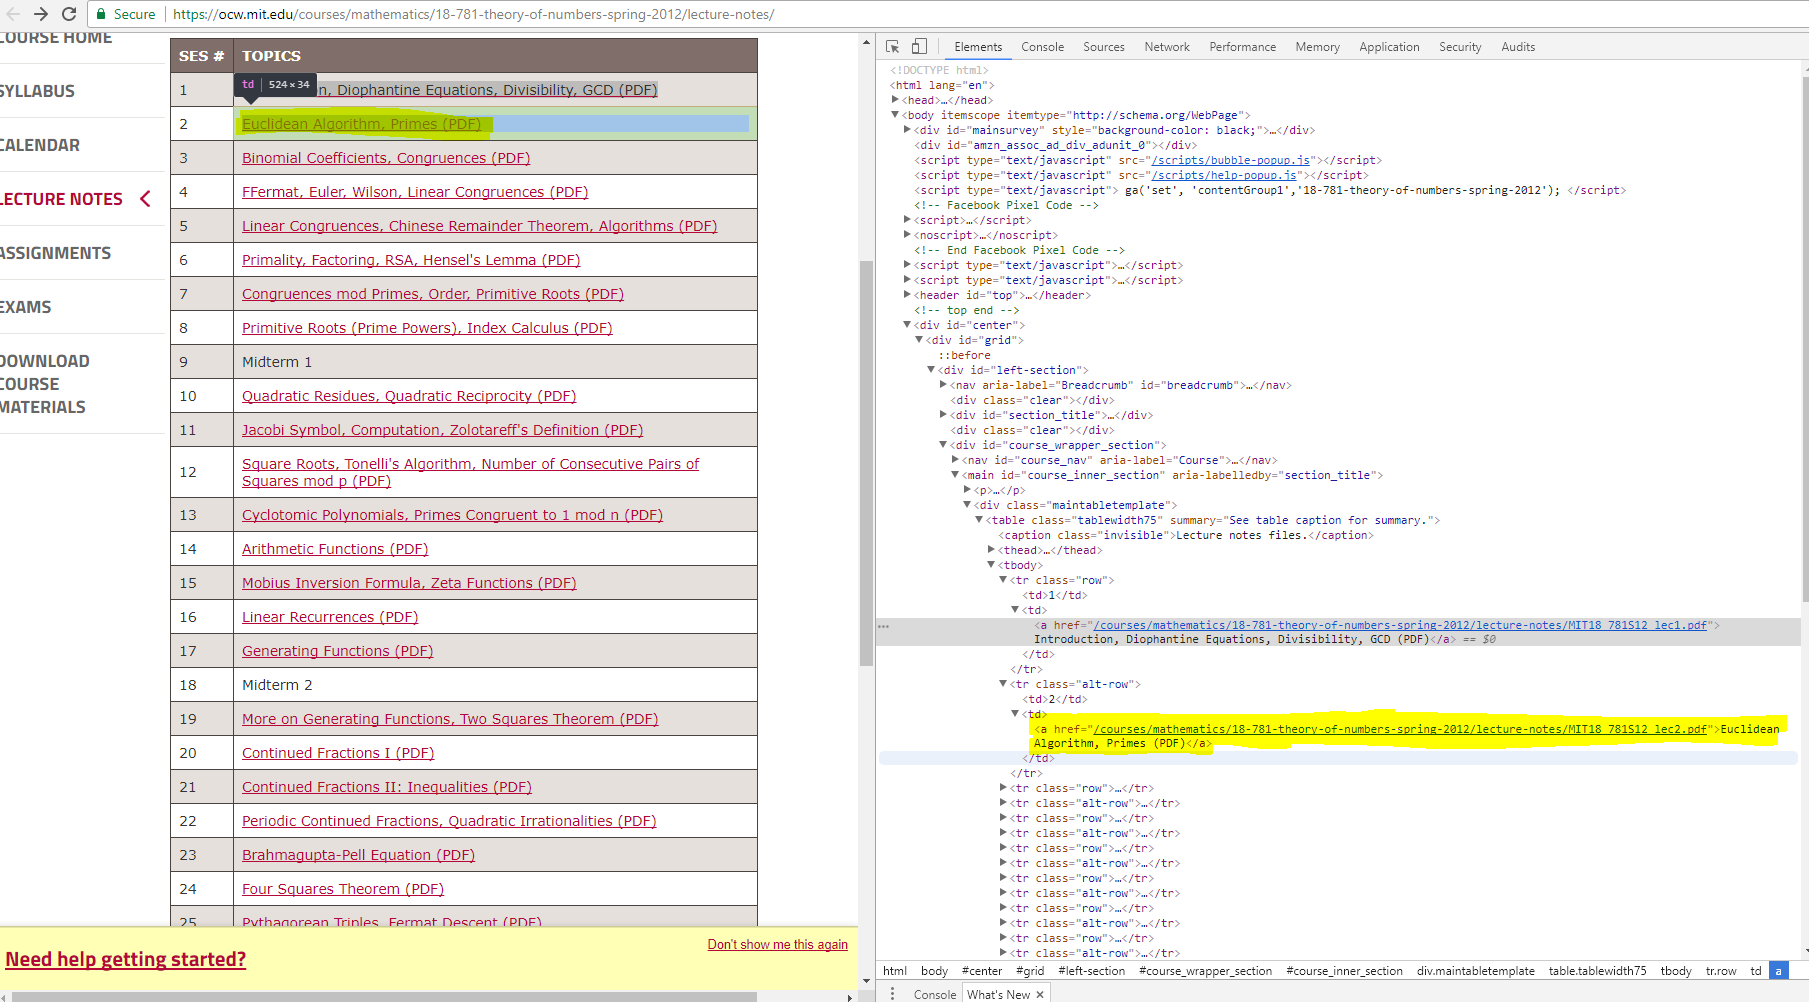 Secure | https://ocw.mit.edu/courses/mathematics/18-781-theory-of-numbers-spring-2012/lecture-notes/
COURSE HOME
SYLLABUS
CALENDAR
LECTURE NOTES
ASSIGNMENTS
EXAMS
DOWNLOAD
COURSE
MATERIALS
SES # TOPICS
td | 524 × 34
1 n, Diophantine Equations, Divisibility, GCD (PDF)
2 Euclidean Algorithm, Primes (PDF)
3 Binomial Coefficients, Congruences (PDF)
4 FFermat, Euler, Wilson, Linear Congruences (PDF)
5 Linear Congruences, Chinese Remainder Theorem, Algorithms (PDF)
6 Primality, Factoring, RSA, Hensel's Lemma (PDF)
7 Congruences mod Primes, Order, Primitive Roots (PDF)
8 Primitive Roots (Prime Powers), Index Calculus (PDF)
9 Midterm 1
10 Quadratic Residues, Quadratic Reciprocity (PDF)
11 Jacobi Symbol, Computation, Zolotareff's Definition (PDF)
12 Square Roots, Tonelli's Algorithm, Number of Consecutive Pairs of
Squares mod p (PDF)
13 Cyclotomic Polynomials, Primes Congruent to 1 mod n (PDF)
14 Arithmetic Functions (PDF)
15 Mobius Inversion Formula, Zeta Functions (PDF)
16 Linear Recurrences (PDF)
17 Generating Functions (PDF)
18 Midterm 2
19 More on Generating Functions, Two Squares Theorem (PDF)
20 Continued Fractions I (PDF)
21 Continued Fractions II: Inequalities (PDF)
22 Periodic Continued Fractions, Quadratic Irrationalities (PDF)
23 Brahmagupta-Pell Equation (PDF)
24 Four Squares Theorem (PDF)
25 Pythagorean Triples, Fermat Descent (PDF)
Don't show me this again
Need help getting started?
Elements Console Sources Network Performance Memory Application Security Audits
<!DOCTYPE html>
<html lang="en">
<head>…</head>
<body itemscope itemtype="http://schema.org/WebPage">
<div id="mainsurvey" style="background-color: black;">…</div>
<div id="amzn_assoc_ad_div_adunit_0"></div>
<script type="text/javascript" src="/scripts/bubble-popup.js"></script>
<script type="text/javascript" src="/scripts/help-popup.js"></script>
<script type="text/javascript"> ga('set', 'contentGroup1','18-781-theory-of-numbers-spring-2012'); </script>
<!-- Facebook Pixel Code -->
<script>…</script>
<noscript>…</noscript>
<!-- End Facebook Pixel Code -->
<script type="text/javascript">…</script>
<script type="text/javascript">…</script>
<header id="top">…</header>
<!-- top end -->
<div id="center">
<div id="grid">
::before
<div id="left-section">
<nav aria-label="Breadcrumb" id="breadcrumb">…</nav>
<div class="clear"></div>
<div id="section_title">…</div>
<div class="clear"></div>
<div id="course_wrapper_section">
<nav id="course_nav" aria-label="Course">…</nav>
<main id="course_inner_section" aria-labelledby="section_title">
<p>…</p>
<div class="maintabletemplate">
<table class="tablewidth75" summary="See table caption for summary.">
<caption class="invisible">Lecture notes files.</caption>
<thead>…</thead>
<tbody>
<tr class="row">
<td>1</td>
<td>
<a href="/courses/mathematics/18-781-theory-of-numbers-spring-2012/lecture-notes/MIT18_781S12_lec1.pdf">
Introduction, Diophantine Equations, Divisibility, GCD (PDF)</a> == $0
</td>
</tr>
<tr class="alt-row">
<td>2</td>
<td>
<a href="/courses/mathematics/18-781-theory-of-numbers-spring-2012/lecture-notes/MIT18_781S12_lec2.pdf">Euclidean
Algorithm, Primes (PDF)</a>
</td>
</tr>
<tr class="row">…</tr>
<tr class="alt-row">…</tr>
<tr class="row">…</tr>
<tr class="alt-row">…</tr>
<tr class="row">…</tr>
<tr class="alt-row">…</tr>
<tr class="row">…</tr>
<tr class="alt-row">…</tr>
<tr class="row">…</tr>
<tr class="alt-row">…</tr>
<tr class="row">…</tr>
<tr class="alt-row">…</tr>
html body #center #grid #left-section #course_wrapper_section #course_inner_section div.maintabletemplate table.tablewidth75 tbody tr.row td a
Console What's New ×